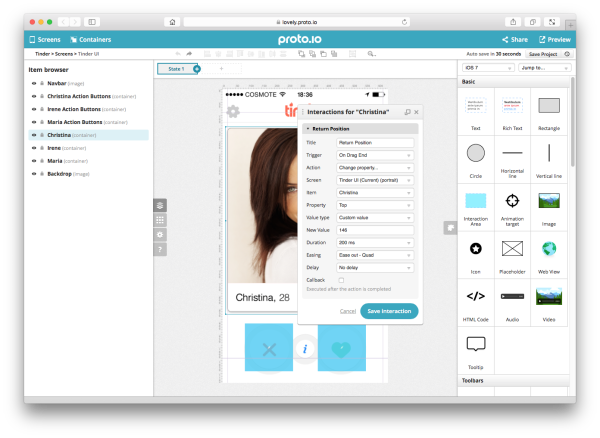 lovely.proto.io
Screens
Containers
proto.io
Share
Preview
Tinder > Screens > Tinder UI
Auto save in 30 seconds
Save Project
Item browser
Navbar (image)
Christina Action Buttons (container)
Irene Action Buttons (container)
Maria Action Buttons (container)
Christina (container)
Irene (container)
Maria (container)
Backdrop (image)
State 1
COSMOTE
18:36
tin
Christina, 28
i
?
Interactions for "Christina"
Return Position
Title
Return Position
Trigger
On Drag End
Action
Change property...
Screen
Tinder UI (Current) (portrait)
Item
Christina
Property
Top
Value type
Custom value
New Value
146
Duration
200 ms
Easing
Ease out - Quad
Delay
No delay
Callback
Executed after the action is completed
Cancel
Save Interaction
iOS 7
Jump to...
Basic
Text
Rich Text
Rectangle
Circle
Horizontal
line
Vertical line
Interaction
Area
Animation
target
Image
Icon
Placeholder
Web View
HTML Code
Audio
Video
Tooltip
Toolbars